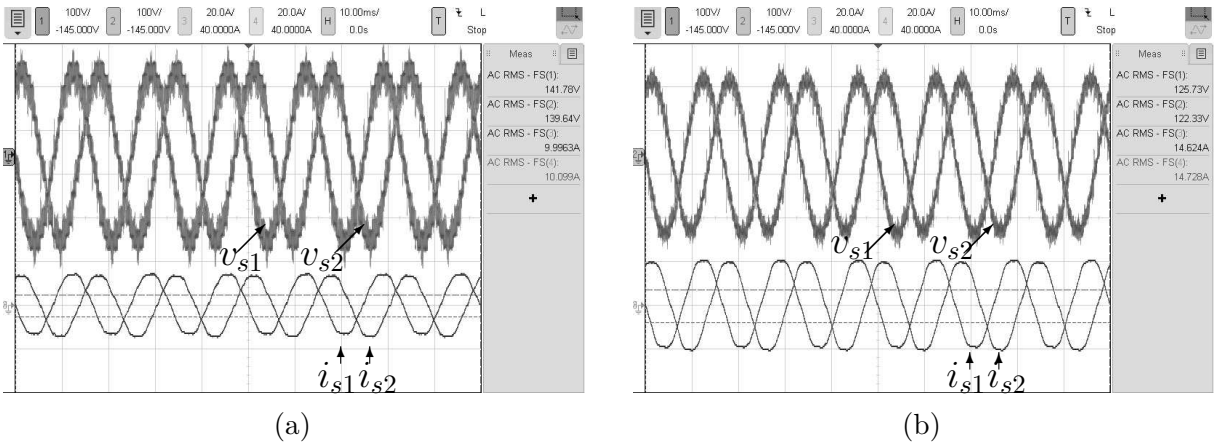 1 100V/ 2 100V/ 3 20.0A/ 4 20.0A/ H 10.00ms/ T L
-145.000V -145.000V 40.0000A 40.0000A 0.0s Stop
Meas
AC RMS - FS(1):
141.78V
AC RMS - FS(2):
139.64V
AC RMS - FS(3):
9.9963A
AC RMS - FS(4):
10.099A
+
v_{s1} v_{s2}
i_{s1} i_{s2}
(a)
1 100V/ 2 100V/ 3 20.0A/ 4 20.0A/ H 10.00ms/ T L
-145.000V -145.000V 40.0000A 40.0000A 0.0s Stop
Meas
AC RMS - FS(1):
125.73V
AC RMS - FS(2):
122.33V
AC RMS - FS(3):
14.624A
AC RMS - FS(4):
14.728A
+
v_{s1} v_{s2}
i_{s1} i_{s2}
(b)